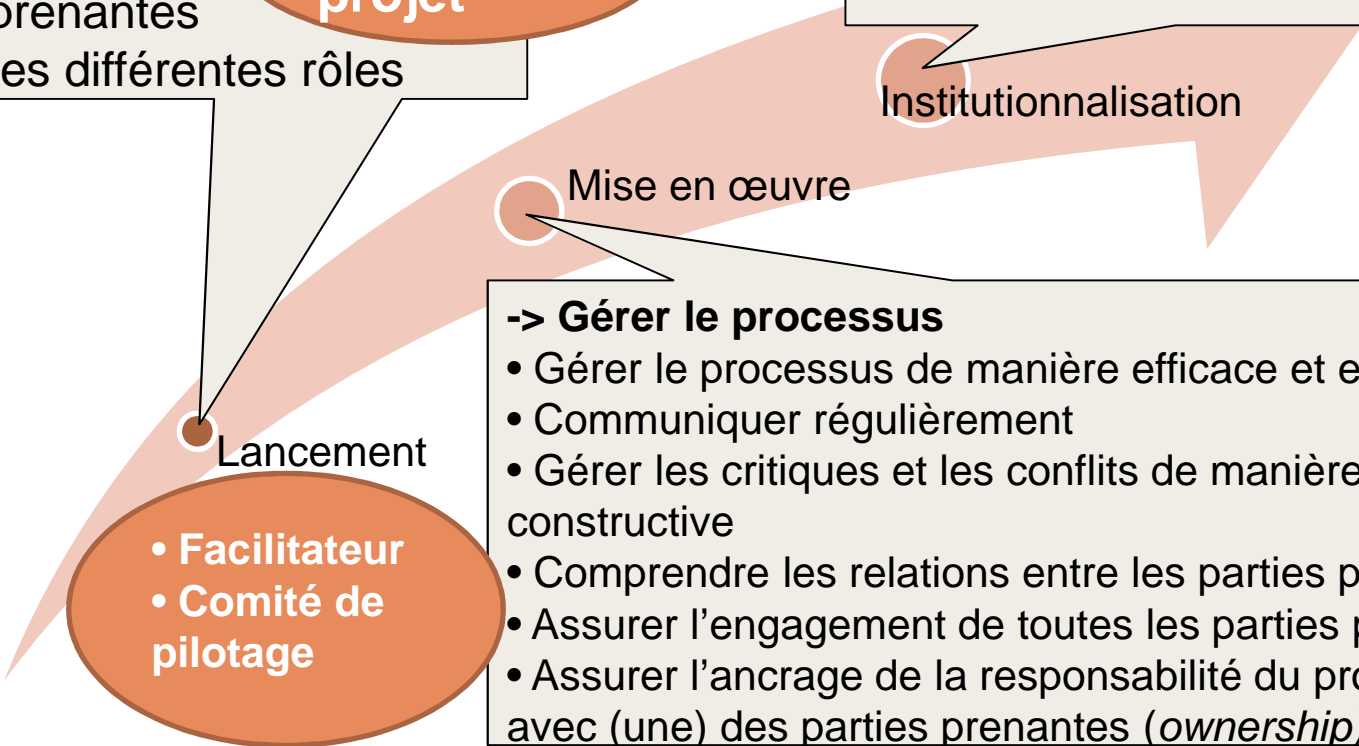 projet
prenantes
es différentes rôles
Institutionnalisation
Mise en œuvre
-> Gérer le processus
• Gérer le processus de manière efficace et e
• Communiquer régulièrement
• Gérer les critiques et les conflits de manière
constructive
• Comprendre les relations entre les parties p
• Assurer l’engagement de toutes les parties p
• Assurer l’ancrage de la responsabilité du pro
avec (une) des parties prenantes (ownership)
Lancement
• Facilitateur
• Comité de
pilotage